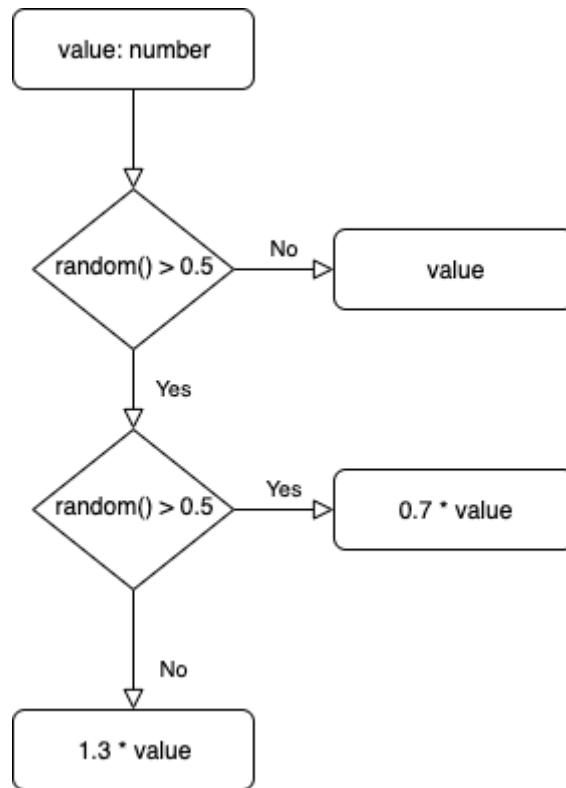 value: number
random() > 0.5
No
value
Yes
random() > 0.5
Yes
0.7 * value
No
1.3 * value